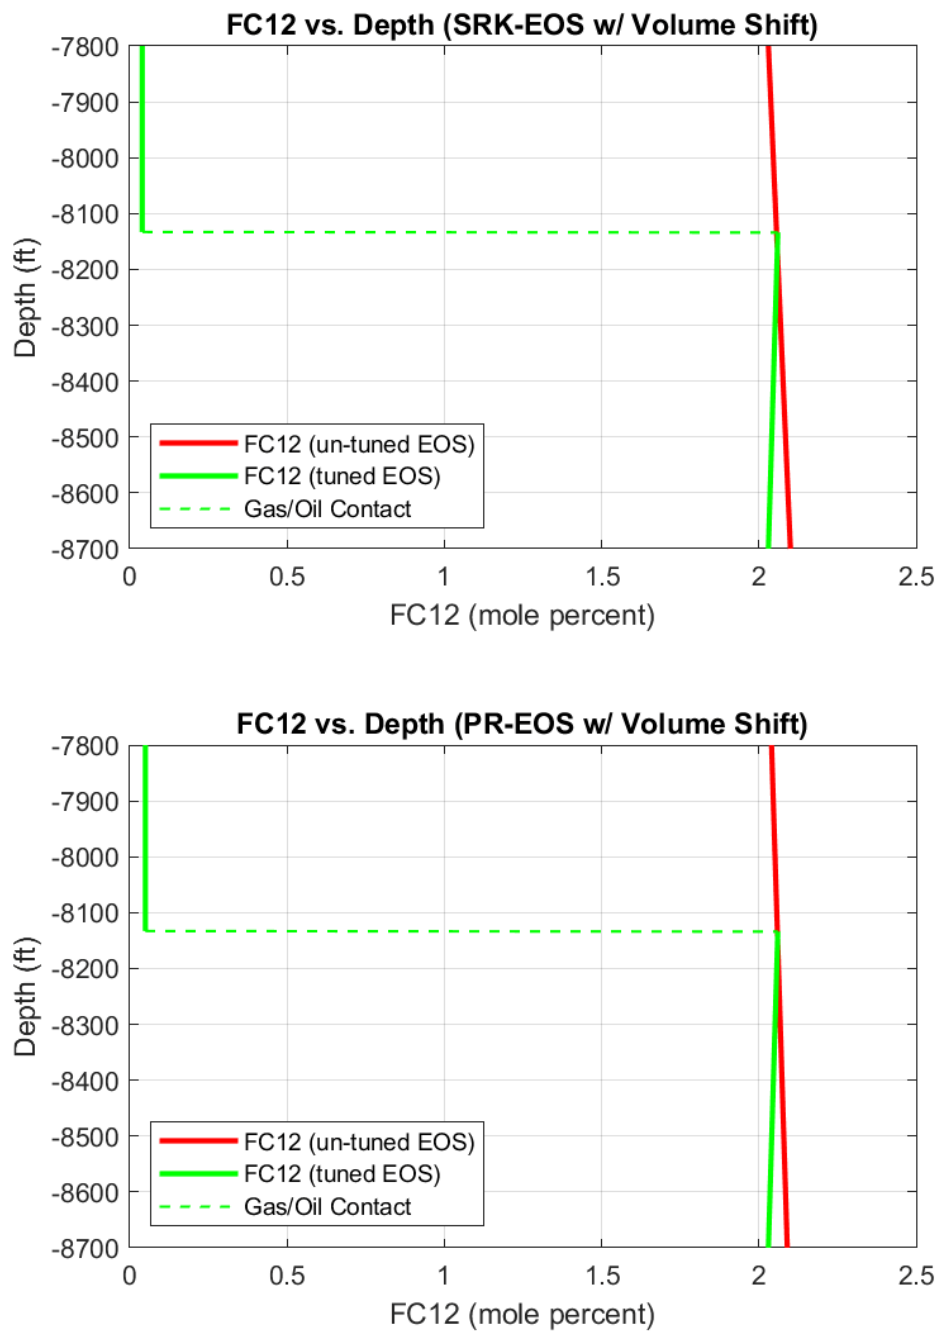 FC12 vs. Depth (SRK-EOS w/ Volume Shift)
-7800
-7900
-8000
-8100
-8200
-8300
-8400
-8500
-8600
-8700
Depth (ft)
FC12 (un-tuned EOS)
FC12 (tuned EOS)
Gas/Oil Contact
0 0.5 1 1.5 2 2.5
FC12 (mole percent)
FC12 vs. Depth (PR-EOS w/ Volume Shift)
-7800
-7900
-8000
-8100
-8200
-8300
-8400
-8500
-8600
-8700
Depth (ft)
FC12 (un-tuned EOS)
FC12 (tuned EOS)
Gas/Oil Contact
0 0.5 1 1.5 2 2.5
FC12 (mole percent)